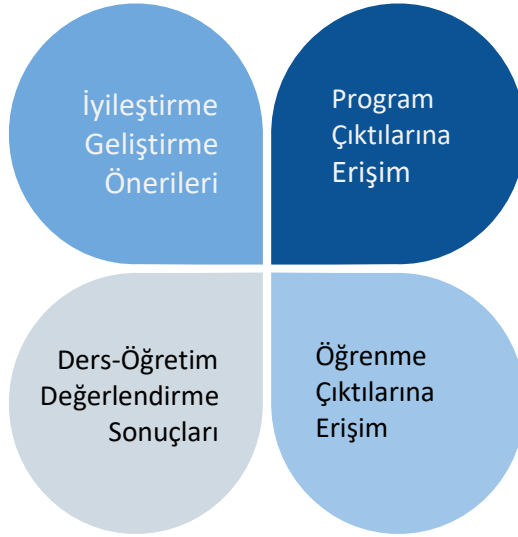 İyileştirme
Geliştirme
Önerileri
Program
Çıktılarına
Erişim
Ders-Öğretim
Değerlendirme
Sonuçları
Öğrenme
Çıktılarına
Erişim